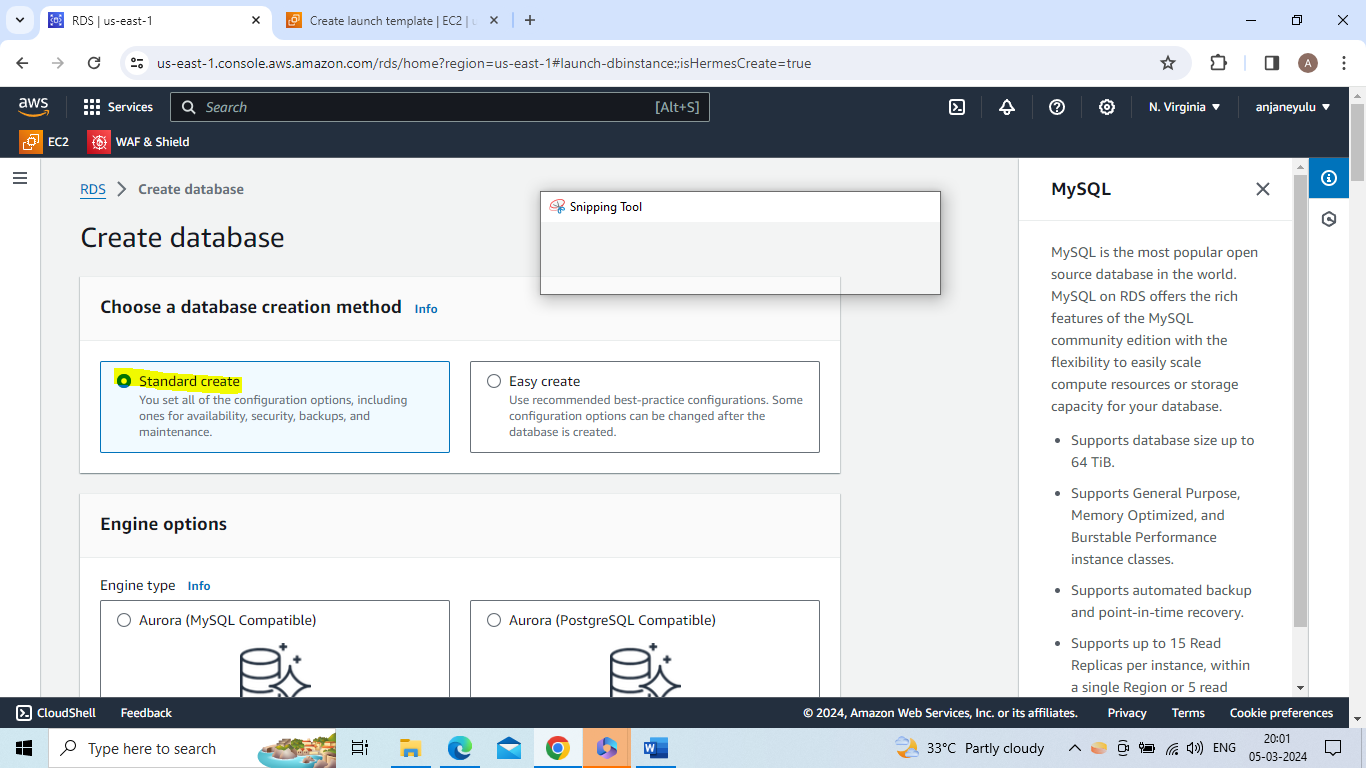 RDS | us-east-1
Create launch template | EC2 | u
us-east-1.console.aws.amazon.com/rds/home?region=us-east-1#launch-dbinstance:;isHermesCreate=true
A
aws
Services
Search
[Alt+S]
N. Virginia
anjaneyulu
EC2
WAF & Shield
RDS
Create database
Snipping Tool
Create database
Choose a database creation method Info
Standard create
You set all of the configuration options, including
ones for availability, security, backups, and
maintenance.
Easy create
Use recommended best-practice configurations. Some
configuration options can be changed after the
database is created.
Engine options
Engine type Info
Aurora (MySQL Compatible)
Aurora (PostgreSQL Compatible)
MySQL
MySQL is the most popular open
source database in the world.
MySQL on RDS offers the rich
features of the MySQL
community edition with the
flexibility to easily scale
compute resources or storage
capacity for your database.
• Supports database size up to
64 TiB.
• Supports General Purpose,
Memory Optimized, and
Burstable Performance
instance classes.
• Supports automated backup
and point-in-time recovery.
• Supports up to 15 Read
Replicas per instance, within
a single Region or 5 read
CloudShell
Feedback
© 2024, Amazon Web Services, Inc. or its affiliates.
Privacy
Terms
Cookie preferences
Type here to search
33°C Partly cloudy
ENG
20:01
05-03-2024